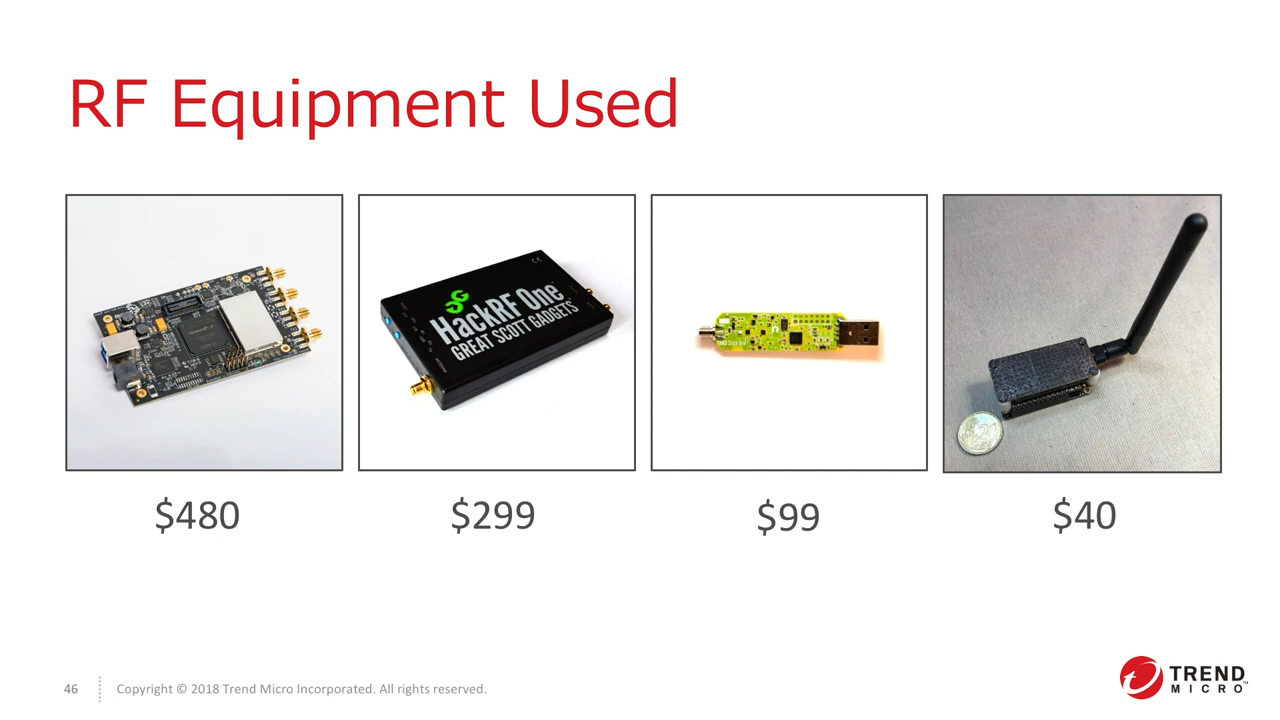 RF Equipment Used
HackRF One
GREAT SCOTT GADGETS
$480
$299
$99
$40
46
Copyright © 2018 Trend Micro Incorporated. All rights reserved.
TREND
MICRO™